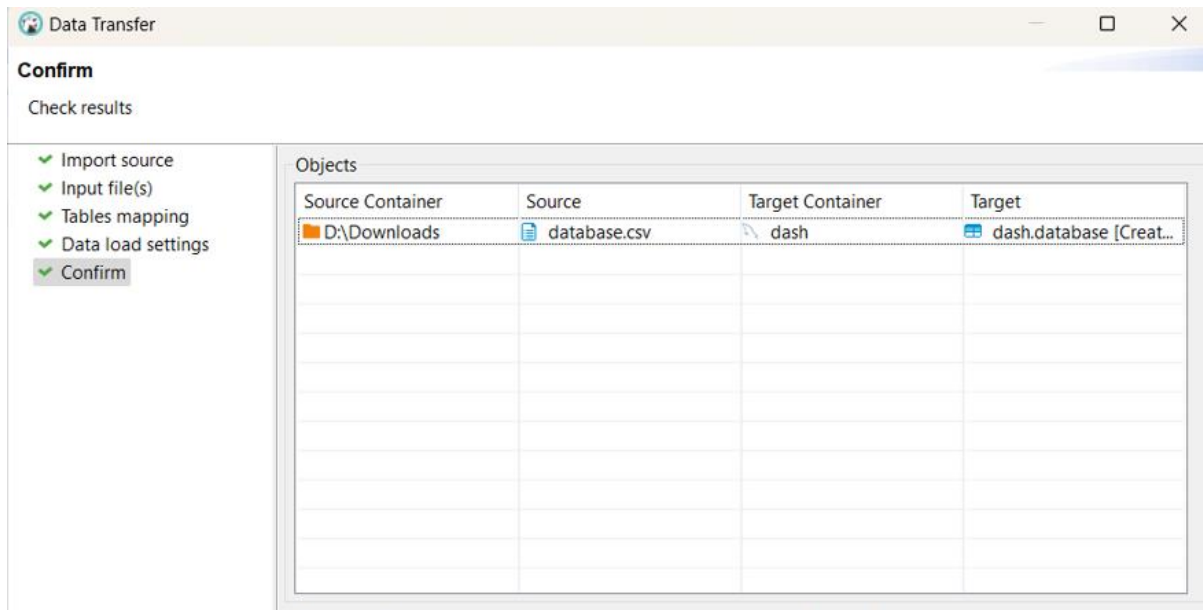 Data Transfer
Confirm
Check results
Import source
Input file(s)
Tables mapping
Data load settings
Confirm
Objects
Source Container Source Target Container Target
D:\Downloads database.csv dash dash.database [Creat...